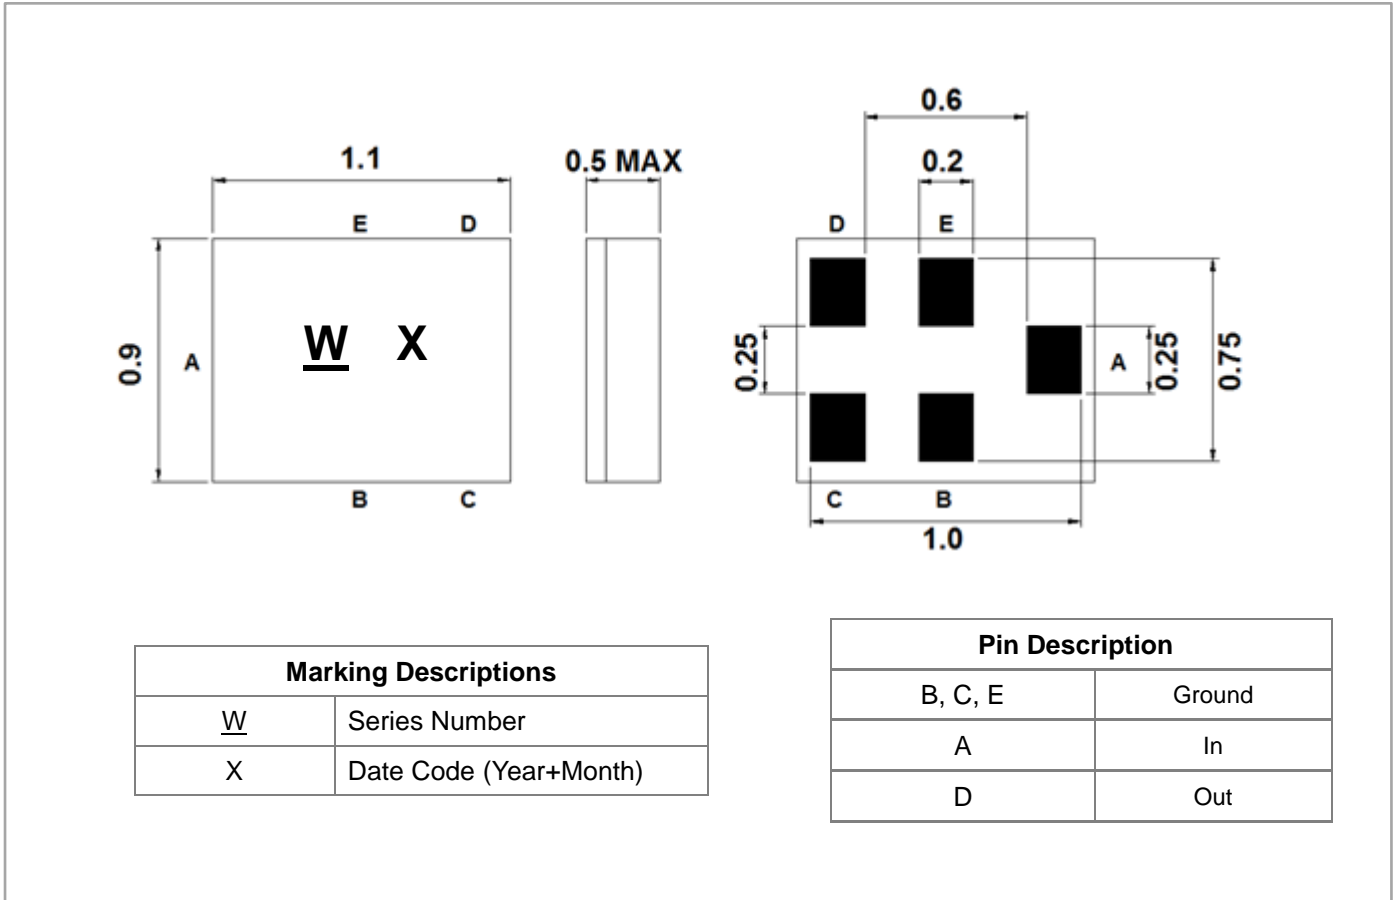 0.6
1.1
0.5 MAX
0.2
E D
D E
W X
0.9
A
0.25
A
0.25
0.75
B C
C B
1.0
Marking Descriptions
W Series Number
X Date Code (Year+Month)
Pin Description
B, C, E Ground
A In
D Out